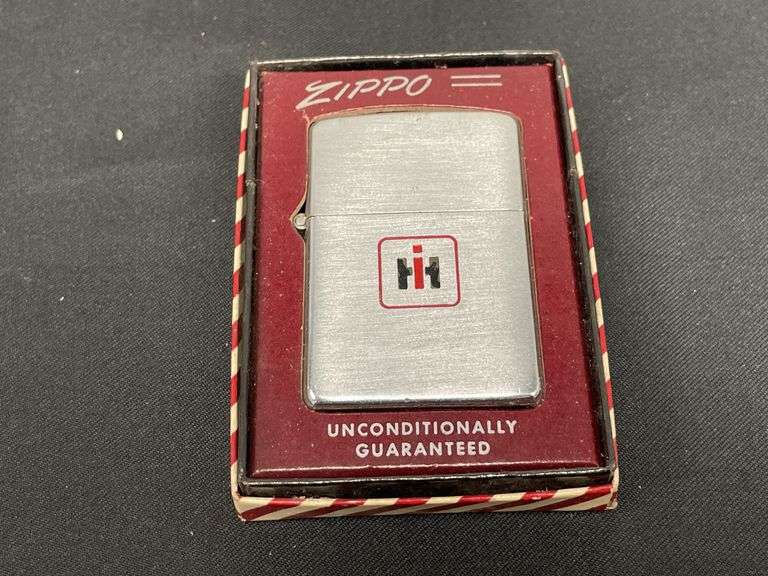 ZIPPO
IH
UNCONDITIONALLY
GUARANTEED